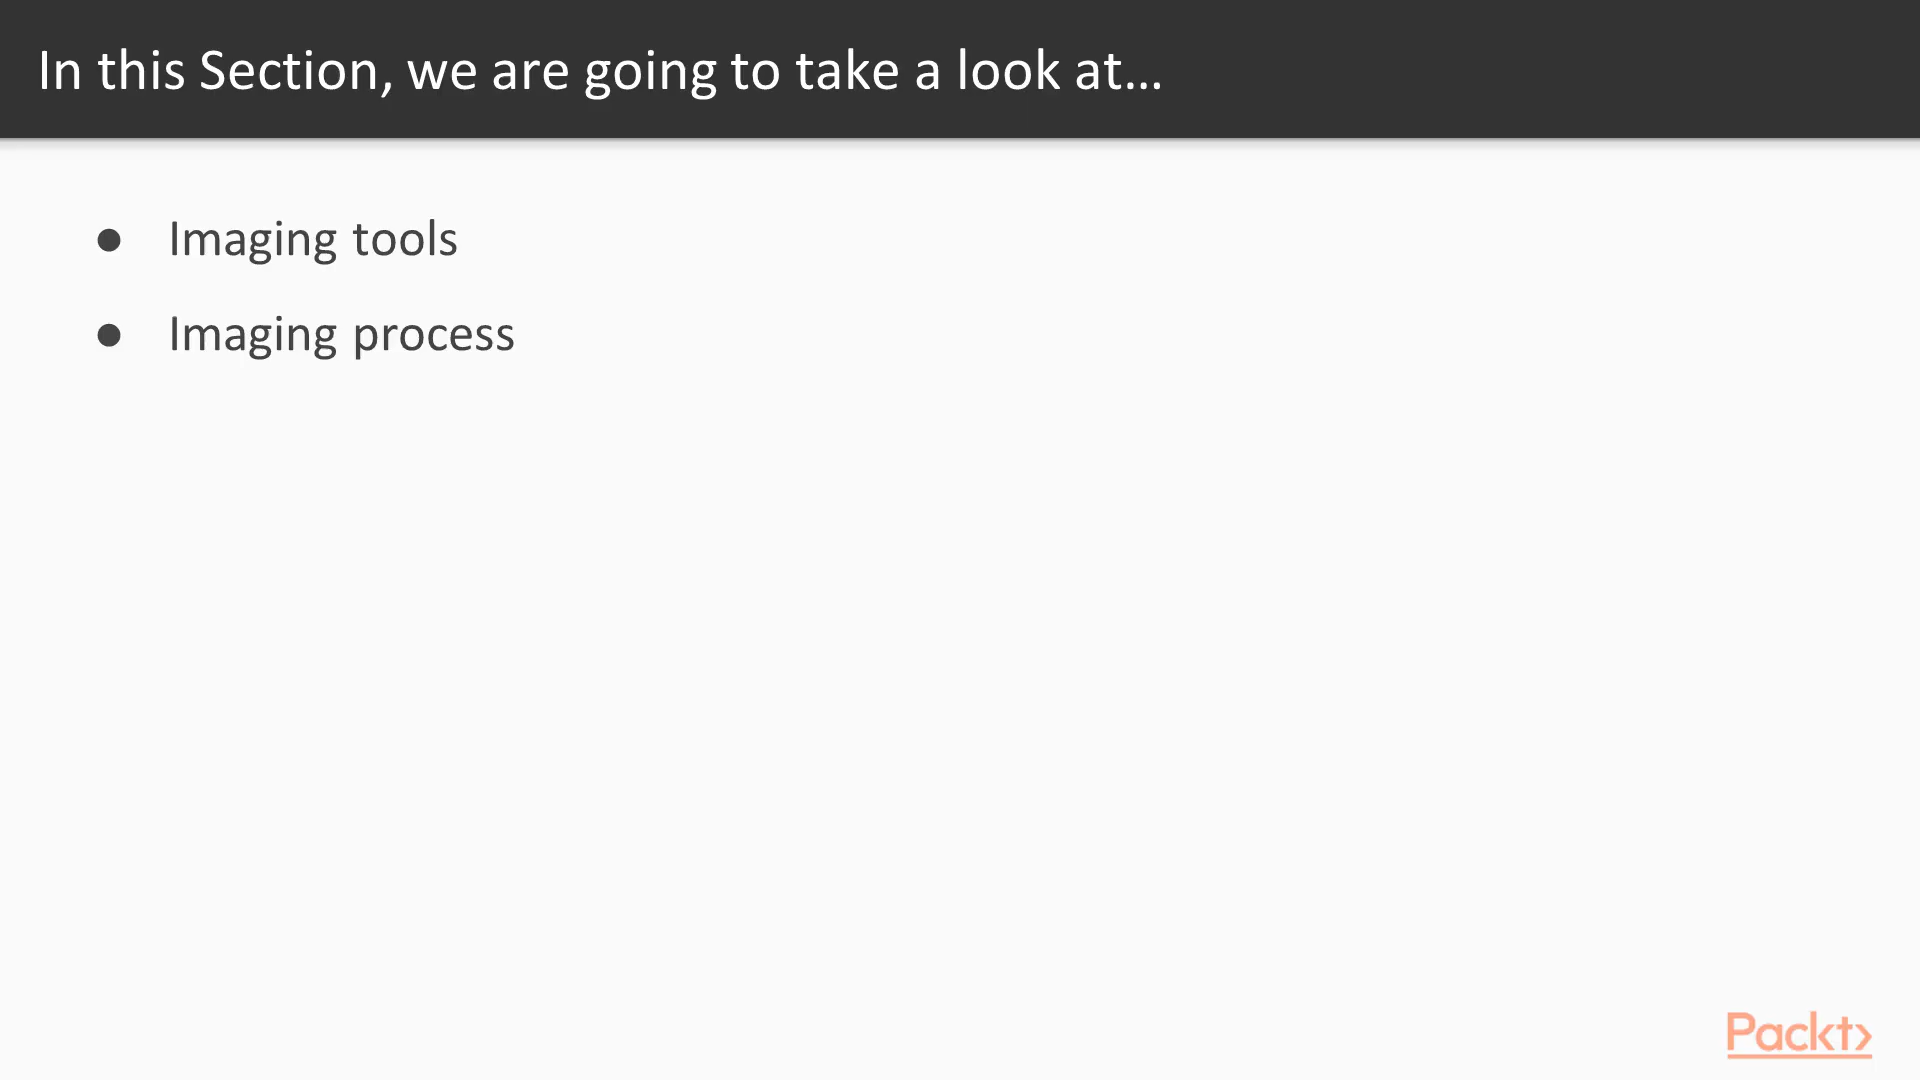 In this Section, we are going to take a look at...
● Imaging tools
● Imaging process
Packt>